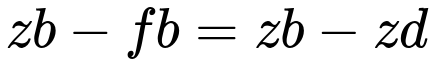 zb − fb = zb − zd